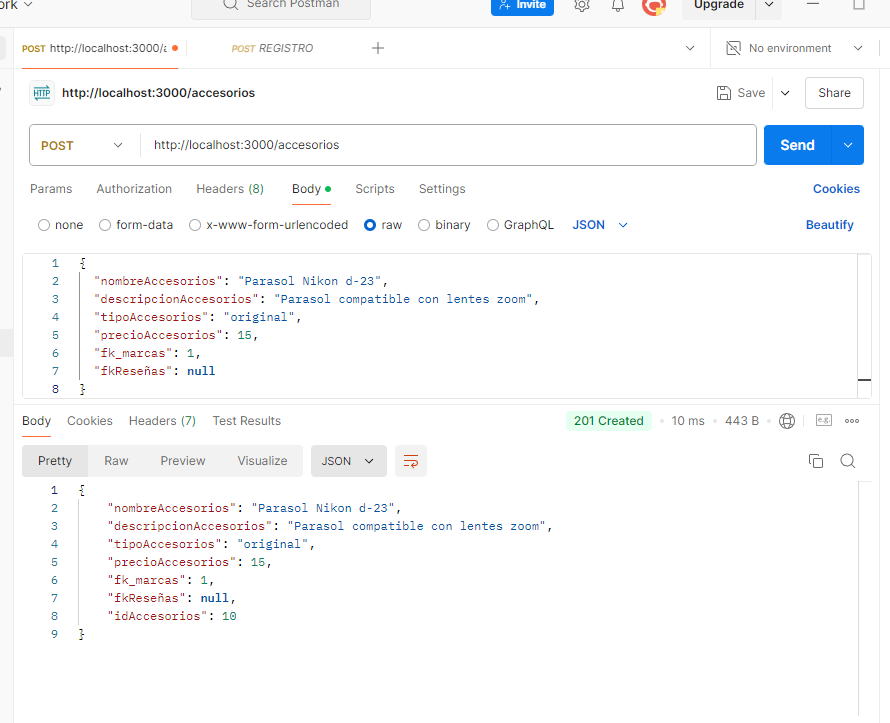 ork
Search Postman
Invite
Upgrade
POST http://localhost:3000/a
POST REGISTRO
No environment
HTTP http://localhost:3000/accesorios
Save
Share
POST
http://localhost:3000/accesorios
Send
Params
Authorization
Headers (8)
Body
Scripts
Settings
Cookies
none
form-data
x-www-form-urlencoded
raw
binary
GraphQL
JSON
Beautify
1 {
2 "nombreAccesorios": "Parasol Nikon d-23",
3 "descripcionAccesorios": "Parasol compatible con lentes zoom",
4 "tipoAccesorios": "original",
5 "precioAccesorios": 15,
6 "fk_marcas": 1,
7 "fkReseñas": null
8 }
Body
Cookies
Headers (7)
Test Results
201 Created
10 ms
443 B
e.g.
Pretty
Raw
Preview
Visualize
JSON
1 {
2 "nombreAccesorios": "Parasol Nikon d-23",
3 "descripcionAccesorios": "Parasol compatible con lentes zoom",
4 "tipoAccesorios": "original",
5 "precioAccesorios": 15,
6 "fk_marcas": 1,
7 "fkReseñas": null,
8 "idAccesorios": 10
9 }